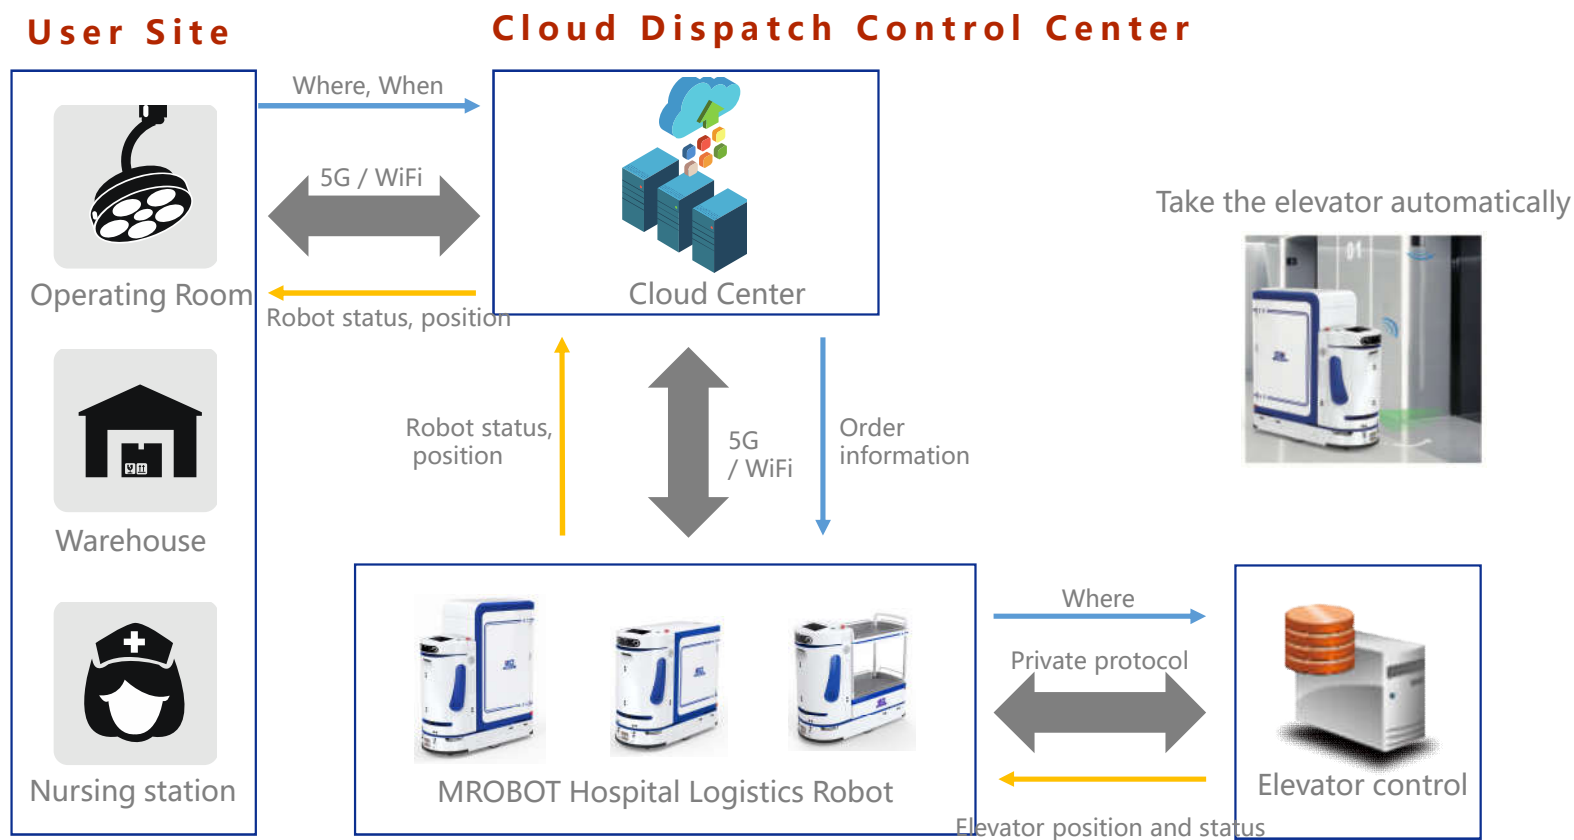 User Site
Cloud Dispatch Control Center
Where, When
5G / WiFi
Operating Room
Robot status, position
Cloud Center
Take the elevator automatically
01
Warehouse
Robot status,
position
5G
/ WiFi
Order
information
Nursing station
MROBOT Hospital Logistics Robot
Where
Private protocol
Elevator position and status
Elevator control